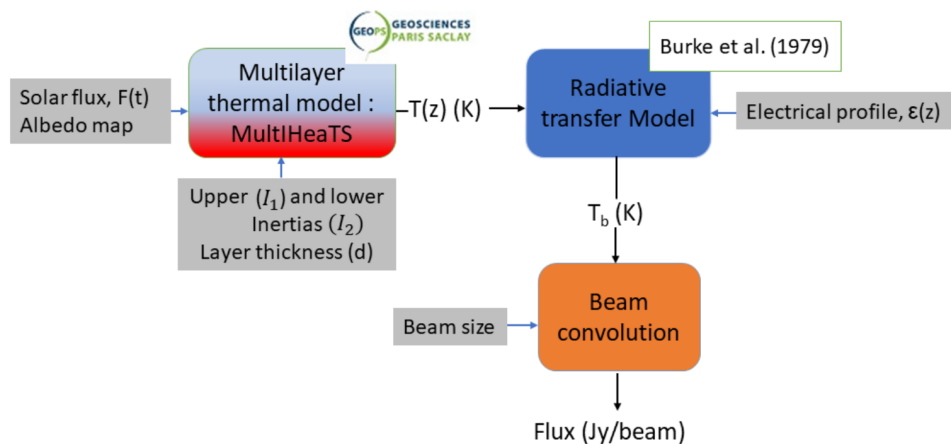 GEOPS
GEOSCIENCES
PARIS SACLAY
Burke et al. (1979)
Solar flux, F(t)
Albedo map
Multilayer
thermal model :
MultIHeaTS
T(z) (K)
Radiative
transfer Model
Electrical profile, ε(z)
Upper (I₁) and lower
Inertias (I₂)
Layer thickness (d)
T_b (K)
Beam size
Beam
convolution
Flux (Jy/beam)